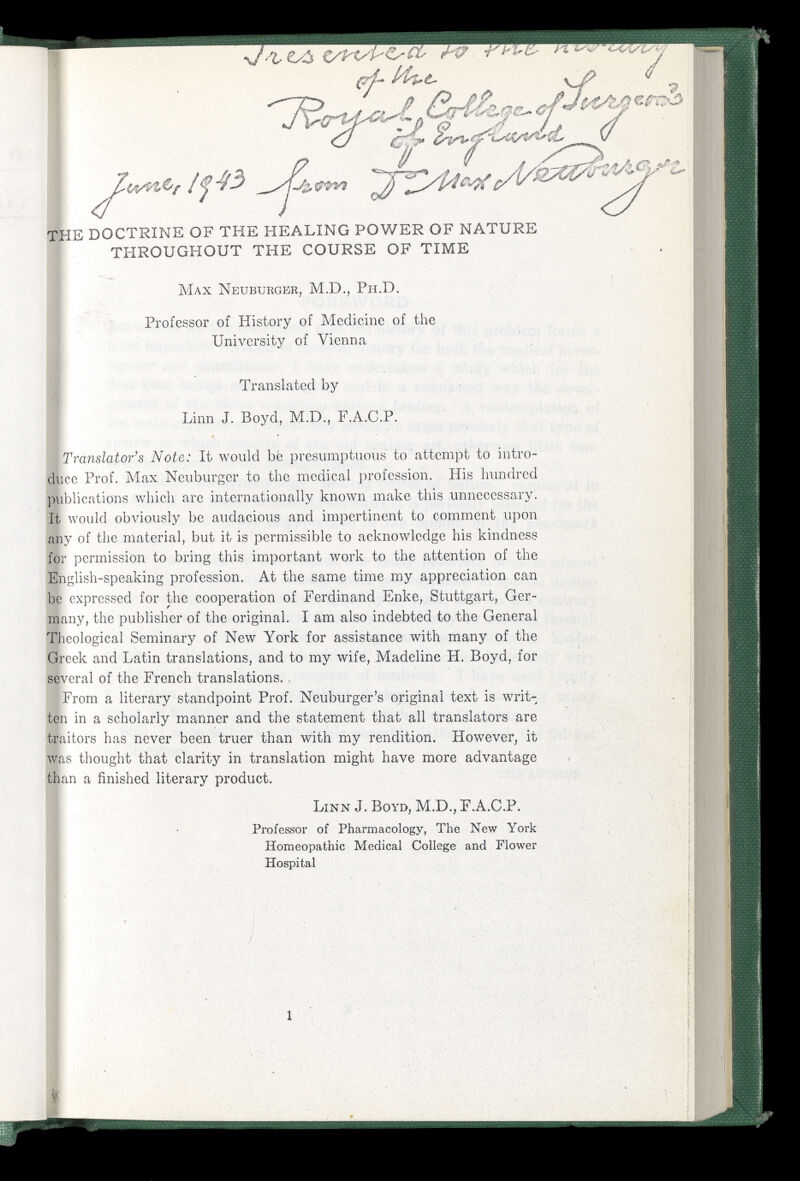 Presented to the library
of the
Royal College of Surgeons
of England
June, 1943 from Dr Max Neuburger
THE DOCTRINE OF THE HEALING POWER OF NATURE
THROUGHOUT THE COURSE OF TIME
Max Neuburger, M.D., Ph.D.
Professor of History of Medicine of the
University of Vienna
Translated by
Linn J. Boyd, M.D., F.A.C.P.
Translator's Note: It would be presumptuous to attempt to intro-
duce Prof. Max Neuburger to the medical profession. His hundred
publications which are internationally known make this unnecessary.
It would obviously be audacious and impertinent to comment upon
any of the material, but it is permissible to acknowledge his kindness
for permission to bring this important work to the attention of the
English-speaking profession. At the same time my appreciation can
be expressed for the cooperation of Ferdinand Enke, Stuttgart, Ger-
many, the publisher of the original. I am also indebted to the General
Theological Seminary of New York for assistance with many of the
Greek and Latin translations, and to my wife, Madeline H. Boyd, for
several of the French translations.
From a literary standpoint Prof. Neuburger's original text is writ-
ten in a scholarly manner and the statement that all translators are
traitors has never been truer than with my rendition. However, it
was thought that clarity in translation might have more advantage
than a finished literary product.
Linn J. Boyd, M.D., F.A.C.P.
Professor of Pharmacology, The New York
Homeopathic Medical College and Flower
Hospital
1